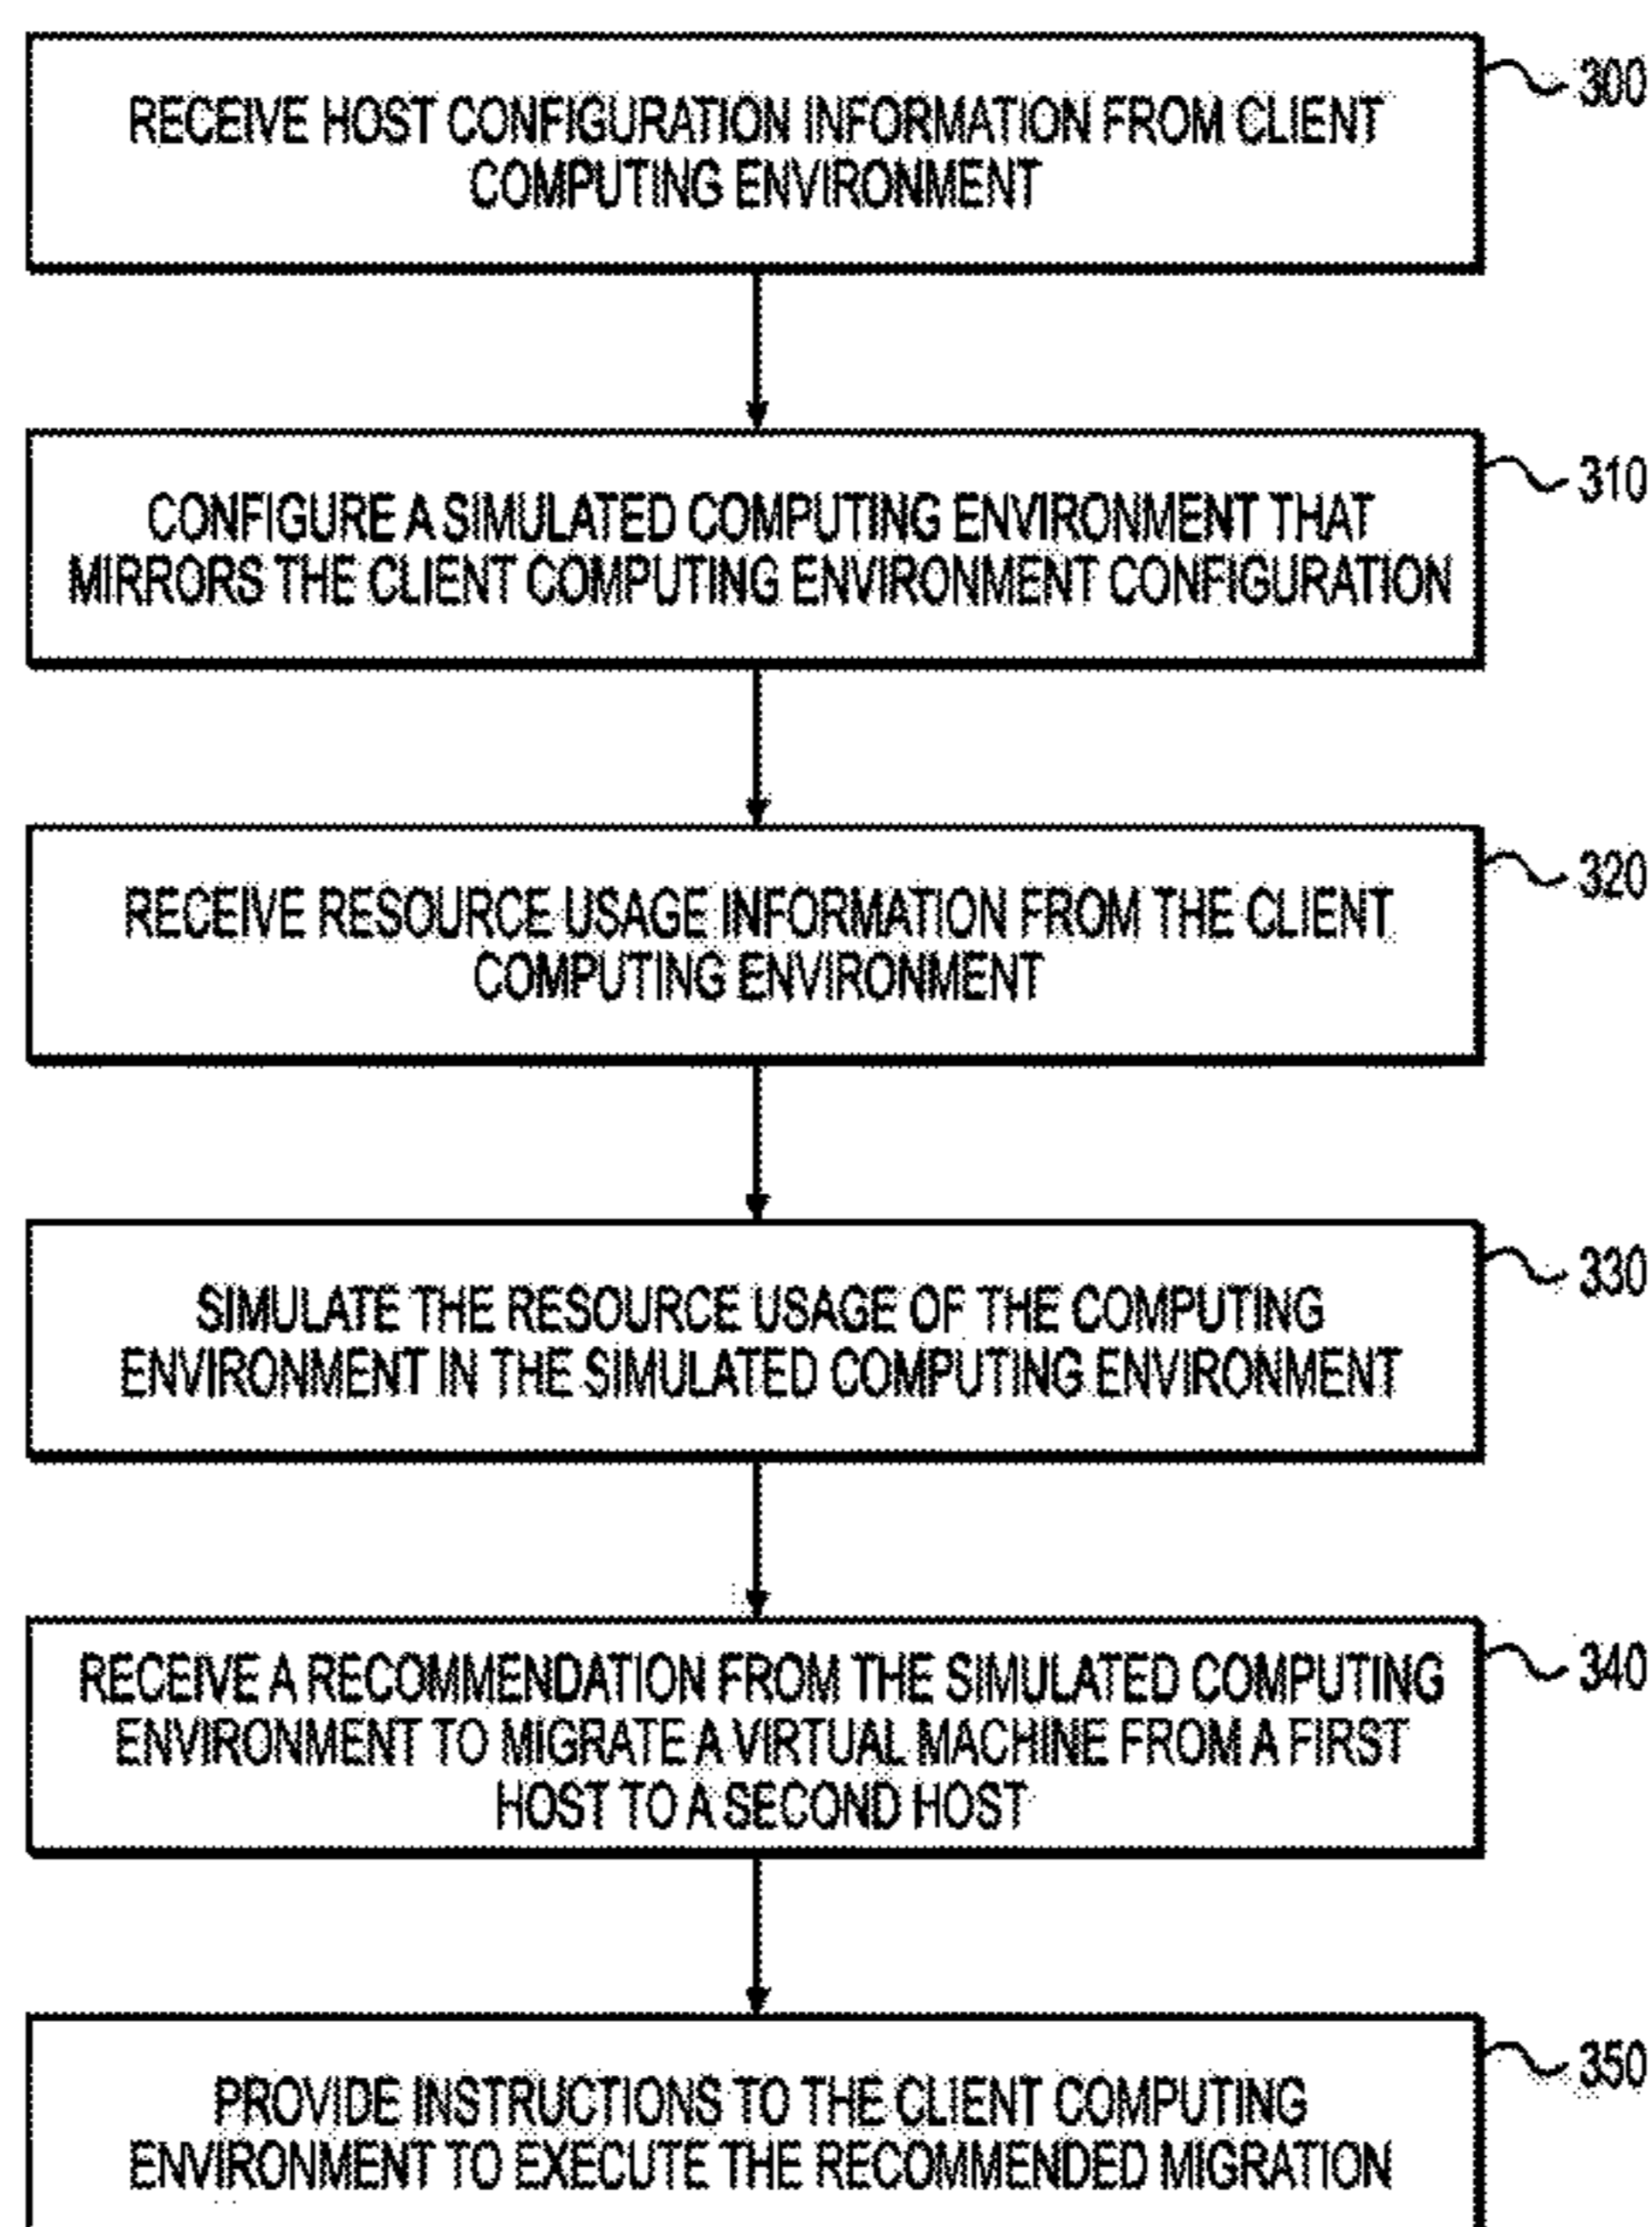 RECEIVE HOST CONFIGURATION INFORMATION FROM CLIENT
COMPUTING ENVIRONMENT
300
CONFIGURE A SIMULATED COMPUTING ENVIRONMENT THAT
MIRRORS THE CLIENT COMPUTING ENVIRONMENT CONFIGURATION
310
RECEIVE RESOURCE USAGE INFORMATION FROM THE CLIENT
COMPUTING ENVIRONMENT
320
SIMULATE THE RESOURCE USAGE OF THE COMPUTING
ENVIRONMENT IN THE SIMULATED COMPUTING ENVIRONMENT
330
RECEIVE A RECOMMENDATION FROM THE SIMULATED COMPUTING
ENVIRONMENT TO MIGRATE A VIRTUAL MACHINE FROM A FIRST
HOST TO A SECOND HOST
340
PROVIDE INSTRUCTIONS TO THE CLIENT COMPUTING
ENVIRONMENT TO EXECUTE THE RECOMMENDED MIGRATION
350